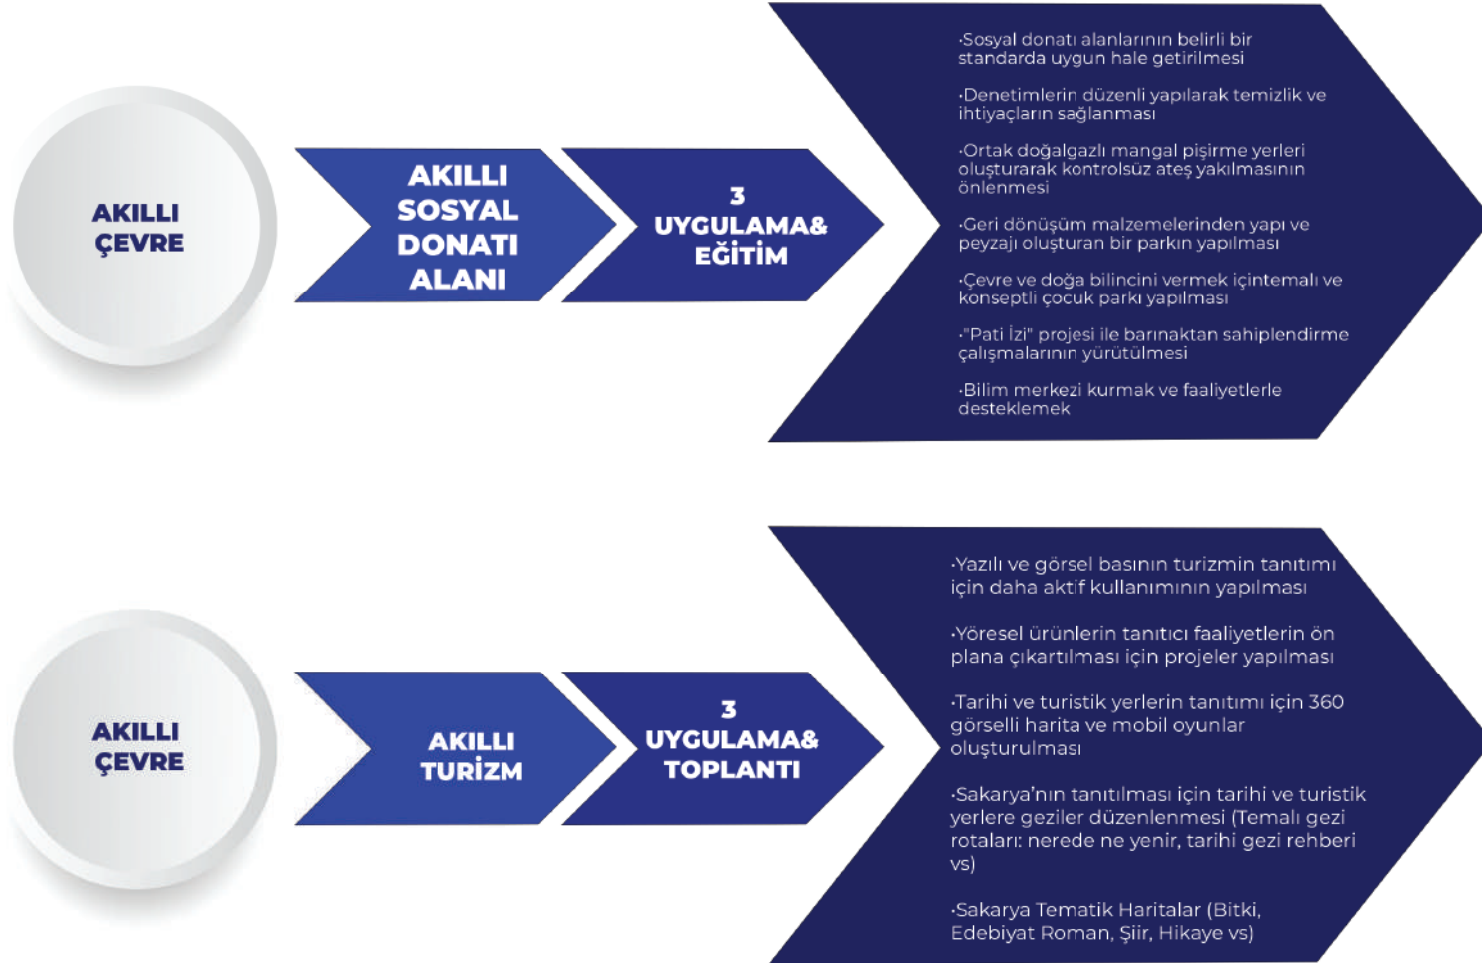 AKILLI
ÇEVRE
AKILLI
SOSYAL
DONATI
ALANI
3
UYGULAMA&
EĞİTİM
•Sosyal donatı alanlarının belirli bir
standarda uygun hale getirilmesi
•Denetimlerin düzenli yapılarak temizlik ve
ihtiyaçların sağlanması
•Ortak doğalgazlı mangal pişirme yerleri
oluşturarak kontrolsüz ateş yakılmasının
önlenmesi
•Geri dönüşüm malzemelerinden yapı ve
peyzajı oluşturan bir parkın yapılması
•Çevre ve doğa bilincini vermek içintemalı ve
konseptli çocuk parkı yapılması
•"Pati İzi" projesi ile barınaktan sahiplendirme
çalışmalarının yürütülmesi
•Bilim merkezi kurmak ve faaliyetlerle
desteklemek
AKILLI
ÇEVRE
AKILLI
TURİZM
3
UYGULAMA&
TOPLANTI
•Yazılı ve görsel basının turizmin tanıtımı
için daha aktif kullanımının yapılması
•Yöresel ürünlerin tanıtıcı faaliyetlerin ön
plana çıkartılması için projeler yapılması
•Tarihi ve turistik yerlerin tanıtımı için 360
görselli harita ve mobil oyunlar
oluşturulması
•Sakarya’nın tanıtılması için tarihi ve turistik
yerlere geziler düzenlenmesi (Temalı gezi
rotaları: nerede ne yenir, tarihi gezi rehberi
vs)
•Sakarya Tematik Haritalar (Bitki,
Edebiyat Roman, Şiir, Hikaye vs)